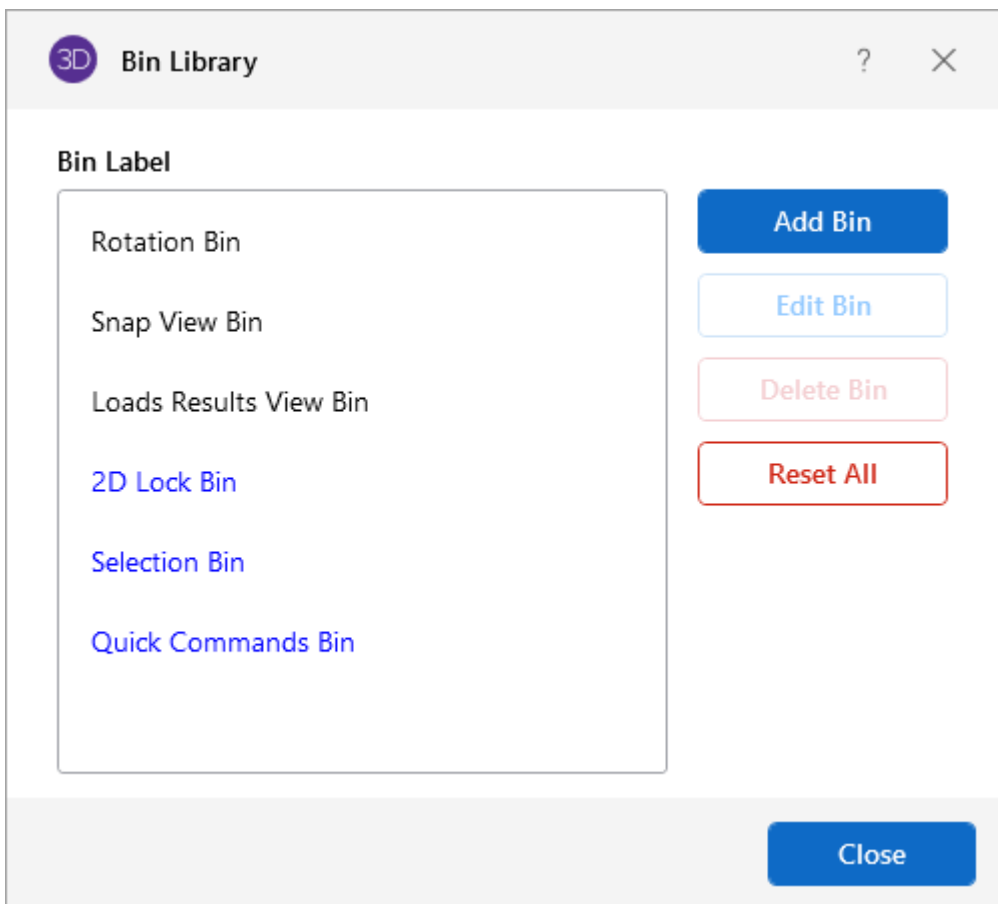 3D Bin Library ?
Bin Label
Rotation Bin
Snap View Bin
Loads Results View Bin
2D Lock Bin
Selection Bin
Quick Commands Bin
Add Bin
Edit Bin
Delete Bin
Reset All
Close